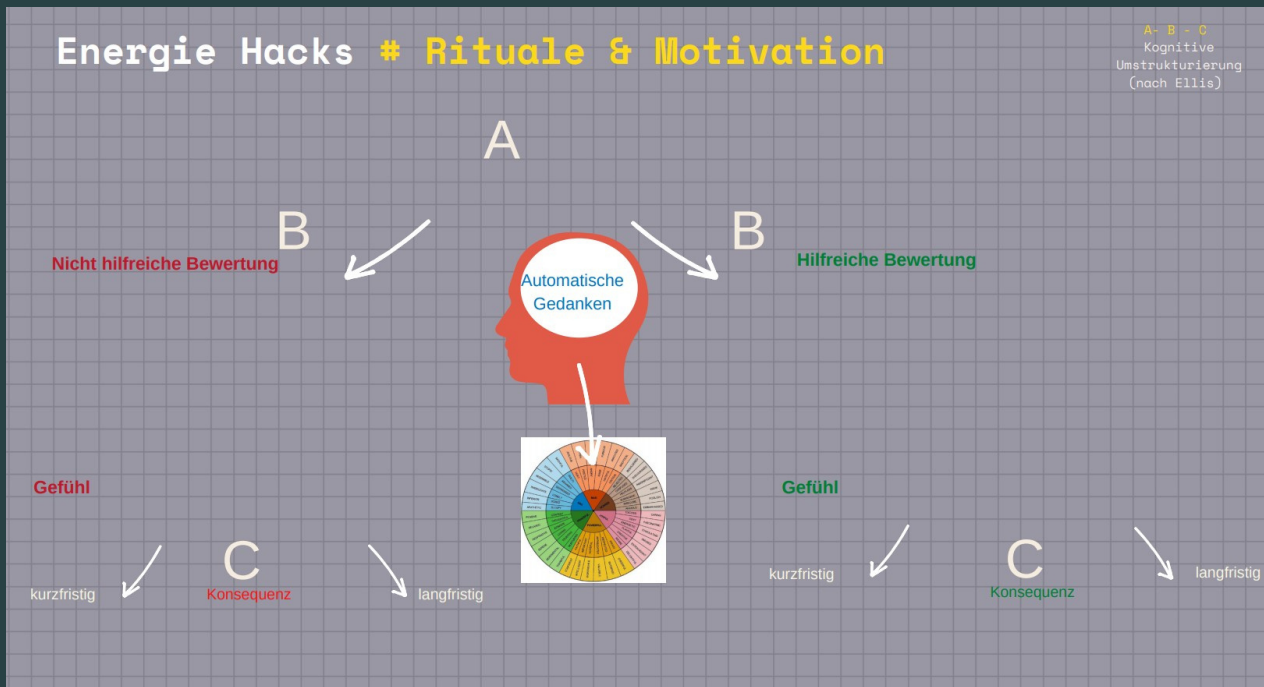 Energie Hacks # Rituale & Motivation
A- B - C
Kognitive
Umstrukturierung
(nach Ellis)
A
B
Nicht hilfreiche Bewertung
B
Hilfreiche Bewertung
Automatische
Gedanken
Gefühl
Gefühl
C
kurzfristig
Konsequenz
langfristig
C
kurzfristig
Konsequenz
langfristig